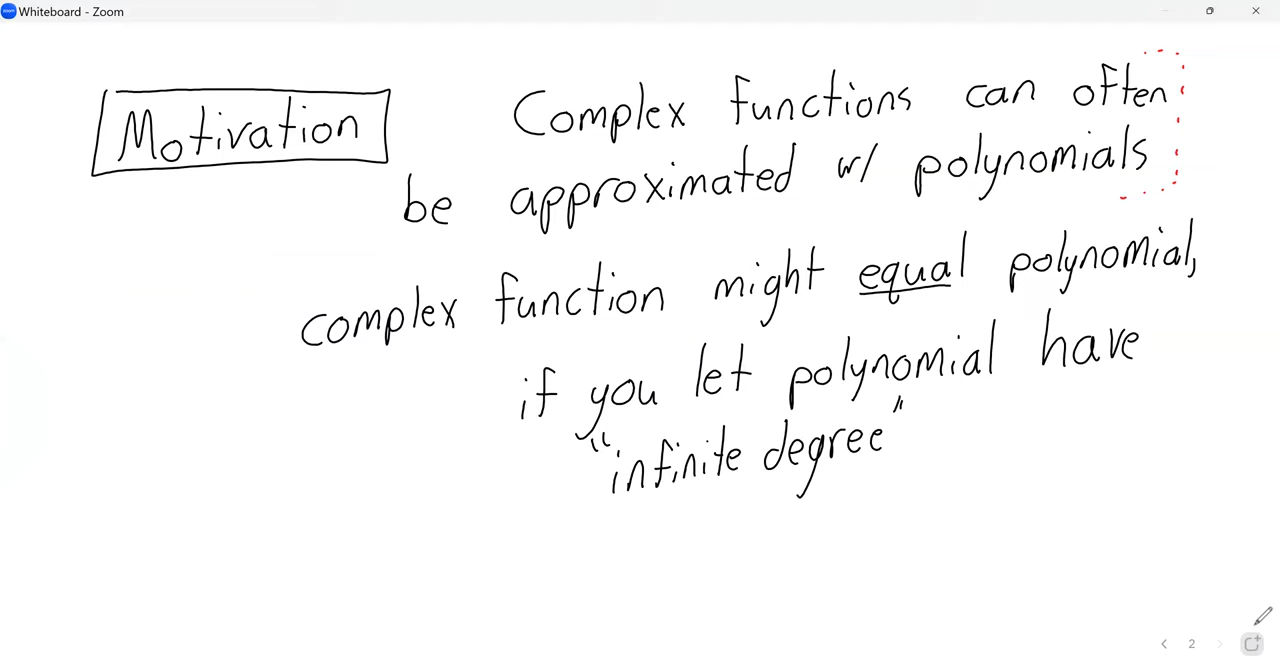 Whiteboard - Zoom
Motivation
Complex functions can often
be approximated w/ polynomials
complex function might equal polynomial,
if you let polynomial have
"infinite degree"
2